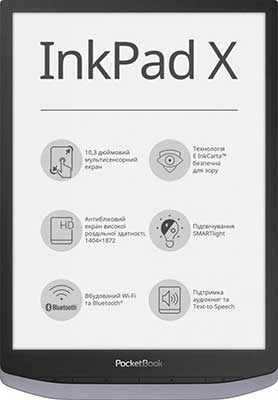 InkPad X
10,3 дюймовий
мультисенсорний
екран
Технологія
E InkCarta™
безпечна
для зору
HD
Антибліковий
екран високої
роздільної здатності,
1404×1872
Підсвічування
SMARTlight
Bluetooth®
Вбудований Wi-Fi
та Bluetooth®
Підтримка
аудіокниг та
Text-to-Speech
PocketBook